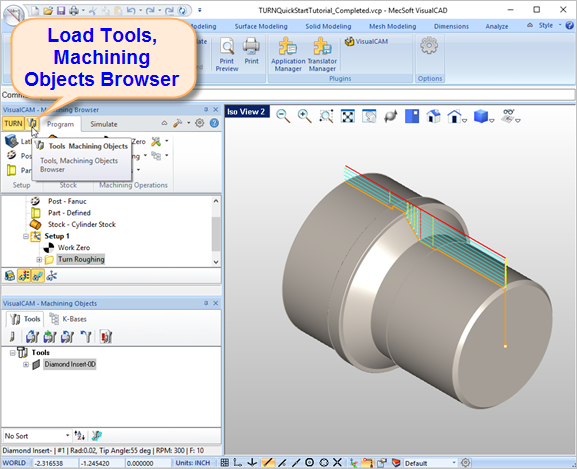 TURNQuickStartTutorial_Completed.vcp - MecSoft VisualCAD
Load Tools,
Machining
Objects Browser
Modeling
Surface Modeling
Solid Modeling
Mesh Modeling
Dimensions
Analyze
Style
Print
Preview
Print
Application
Manager
Translator
Manager
VisualCAM
Options
Plugins
Comm
VisualCAM - Machining Browser
TURN
Program
Simulate
Zero
Post
Part
Setup
Stock
Machining Operations
Tools Machining Objects
Tools, Machining Objects
Browser
Post - Fanuc
Part - Defined
Stock - Cylinder Stock
Setup 1
Work Zero
Turn Roughing
VisualCAM - Machining Objects
Tools
K-Bases
Tools
Diamond Insert-0D
No Sort
Iso View 2
Diamond Insert- | #1 | Rad:0.02, Tip Angle:55 deg | RPM: 300 | F: 10
WORLD -2.316538 -1.245420 0.000000 Units: INCH Default